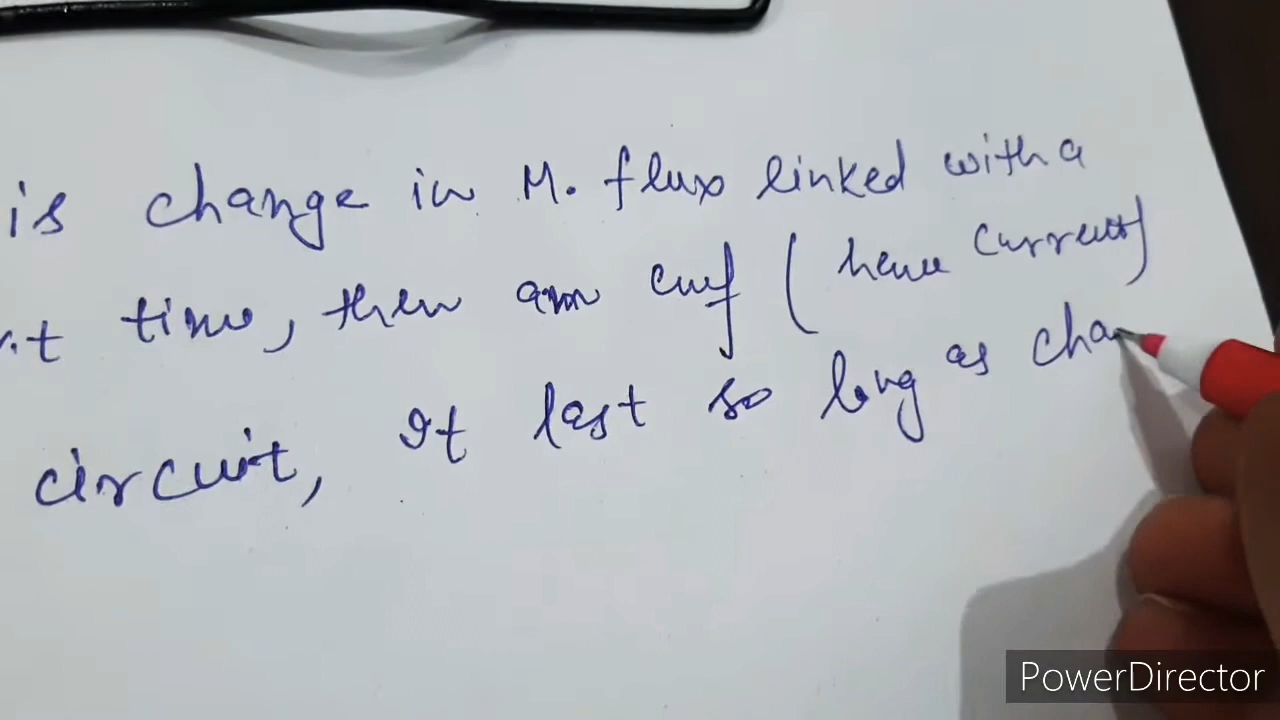 is change in M. flux linked with a
r.t time, then an emf ( hence current)
circuit, It last so long as cha
PowerDirector